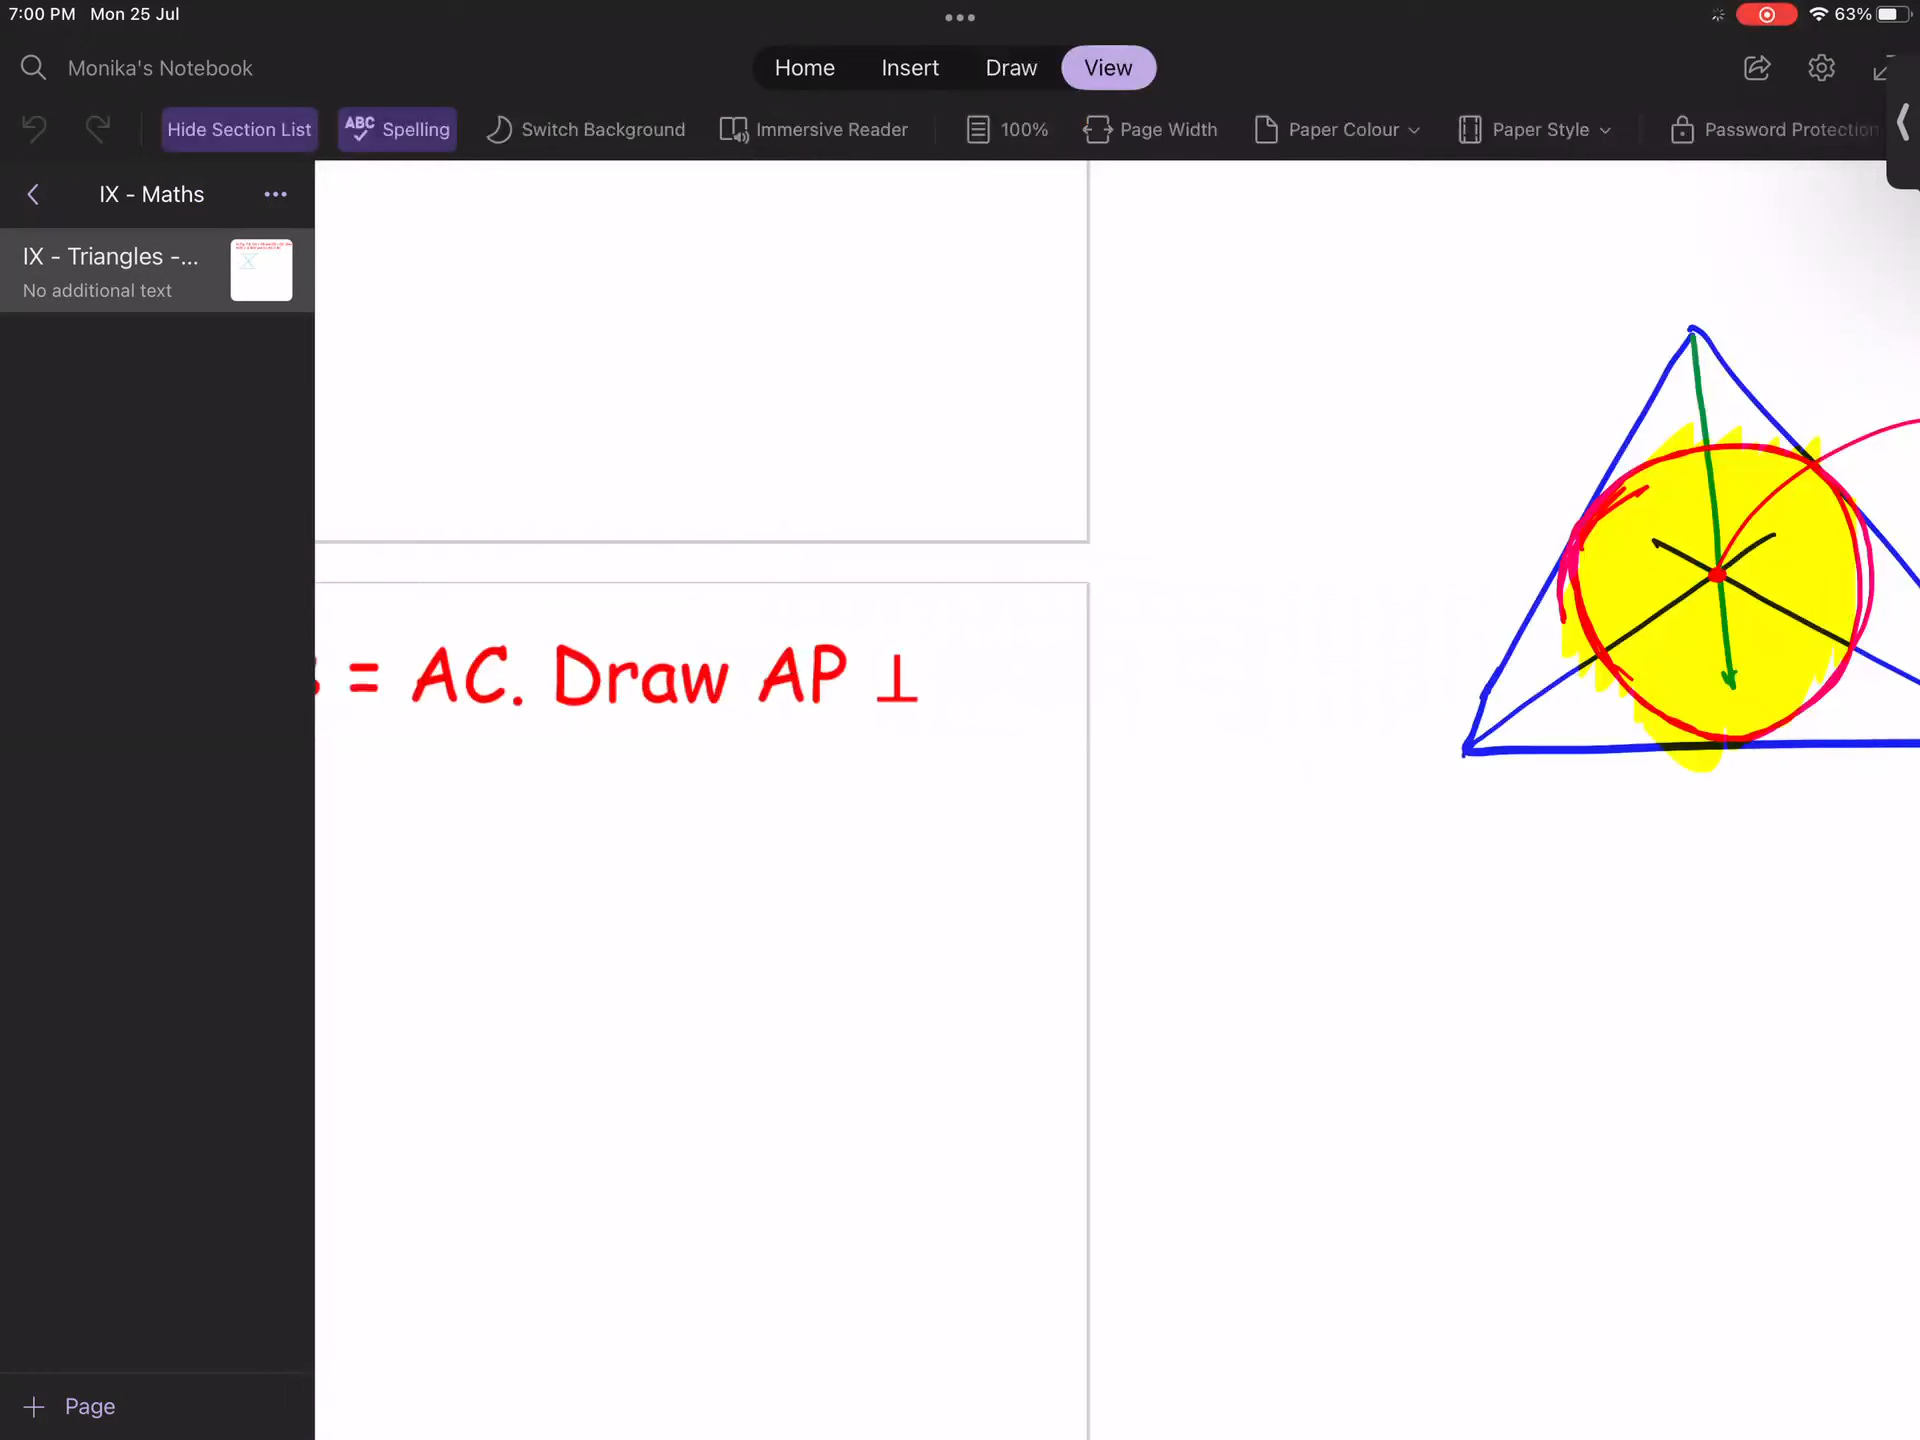 7:00 PM Mon 25 Jul
63%
Monika's Notebook
Home Insert Draw View
Hide Section List
ABC Spelling
Switch Background
Immersive Reader
100%
Page Width
Paper Colour
Paper Style
Password Protection
IX - Maths
IX - Triangles -...
No additional text
= AC. Draw AP ⊥
Page